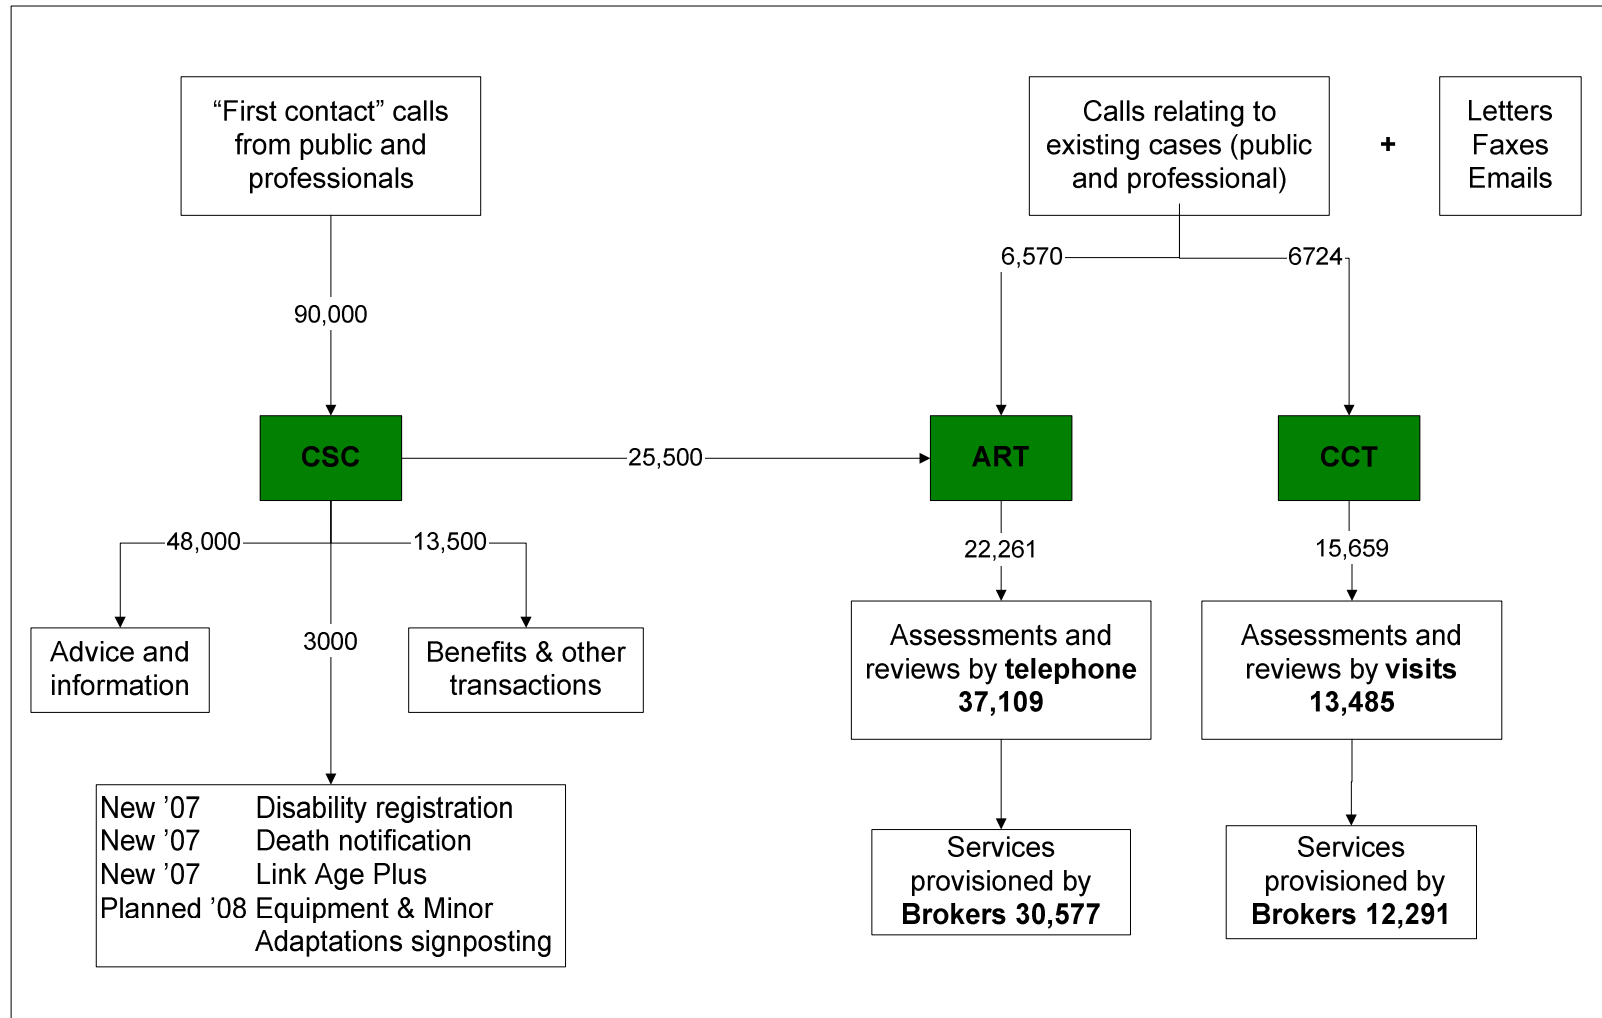 “First contact” calls
from public and
professionals
Calls relating to
existing cases (public
and professional)
+
Letters
Faxes
Emails
6,570
6724
90,000
CSC
25,500
ART
CCT
48,000
13,500
22,261
15,659
3000
Advice and
information
Benefits & other
transactions
Assessments and
reviews by telephone
37,109
Assessments and
reviews by visits
13,485
New ’07 Disability registration
New ’07 Death notification
New ’07 Link Age Plus
Planned ’08 Equipment & Minor
Adaptations signposting
Services
provisioned by
Brokers 30,577
Services
provisioned by
Brokers 12,291